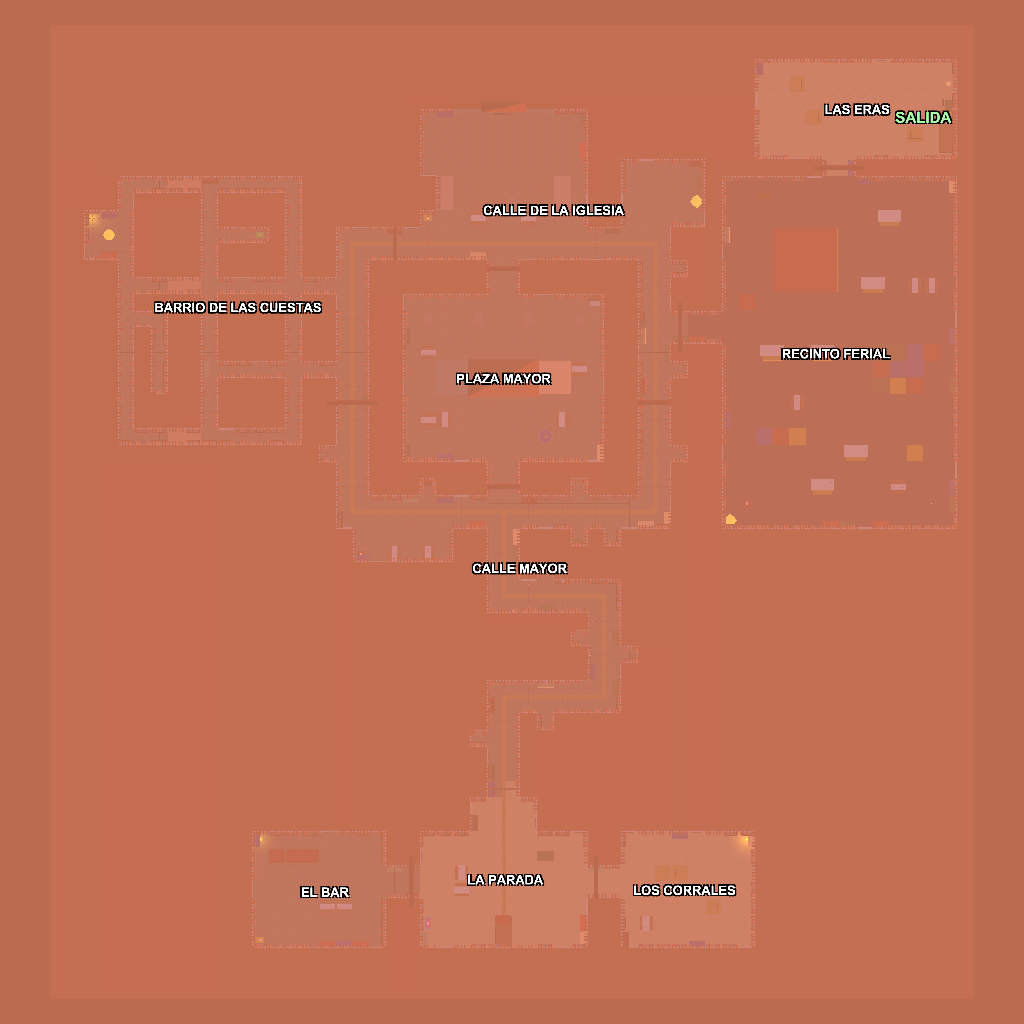 LAS ERAS
SALIDA
CALLE DE LA IGLESIA
BARRIO DE LAS CUESTAS
RECINTO FERIAL
PLAZA MAYOR
CALLE MAYOR
LA PARADA
EL BAR
LOS CORRALES